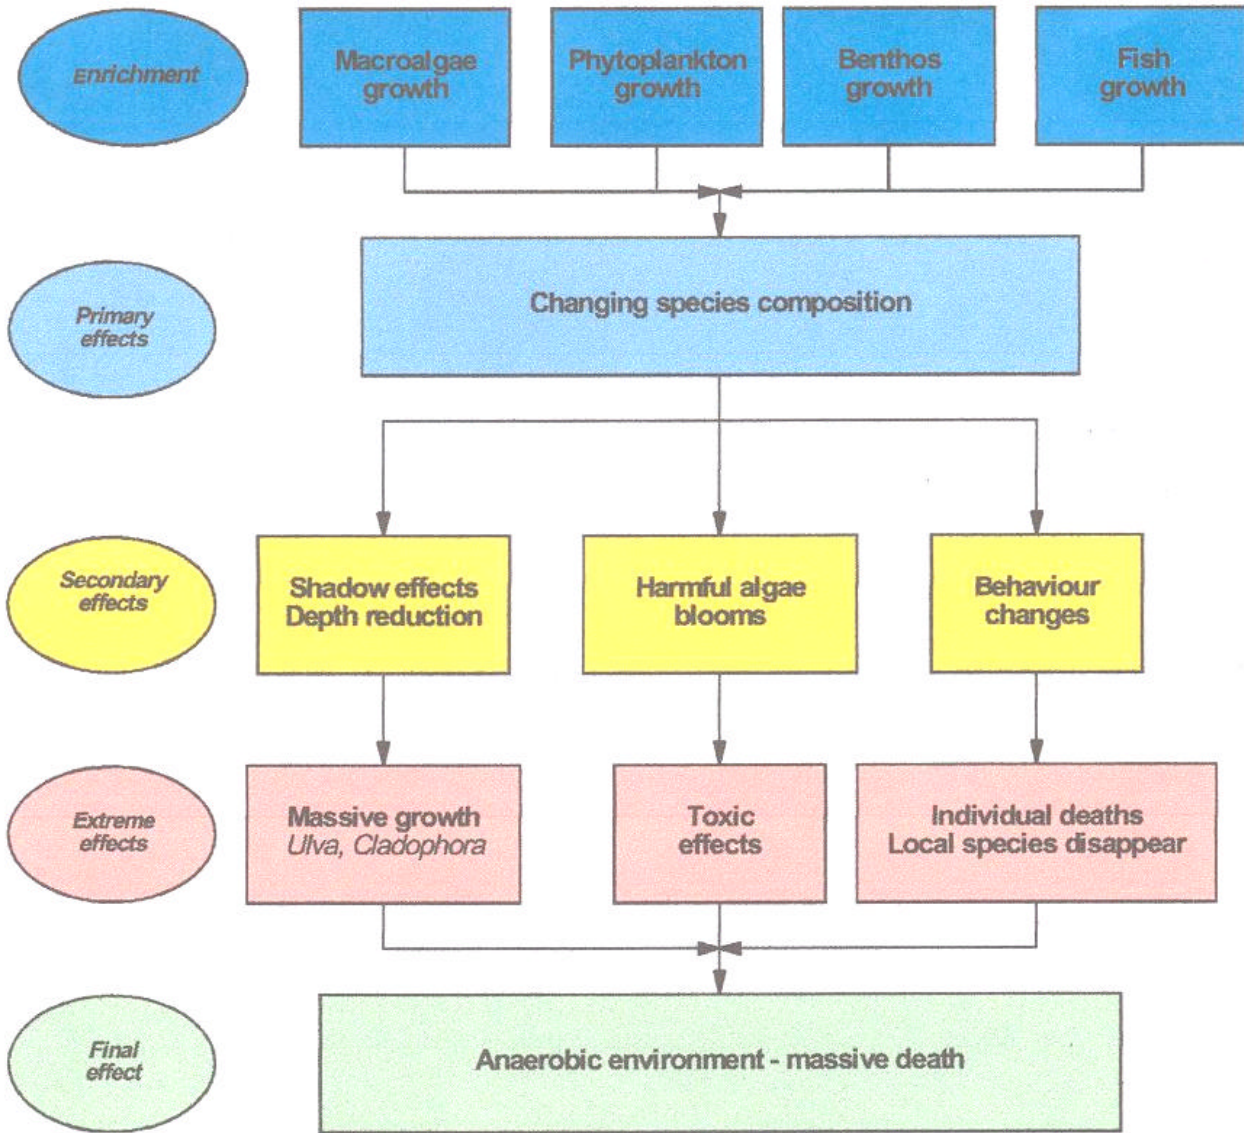 Enrichment
Macroalgae
growth
Phytoplankton
growth
Benthos
growth
Fish
growth
Primary
effects
Changing species composition
Secondary
effects
Shadow effects
Depth reduction
Harmful algae
blooms
Behaviour
changes
Extreme
effects
Massive growth
Ulva, Cladophora
Toxic
effects
Individual deaths
Local species disappear
Final
effect
Anaerobic environment - massive death